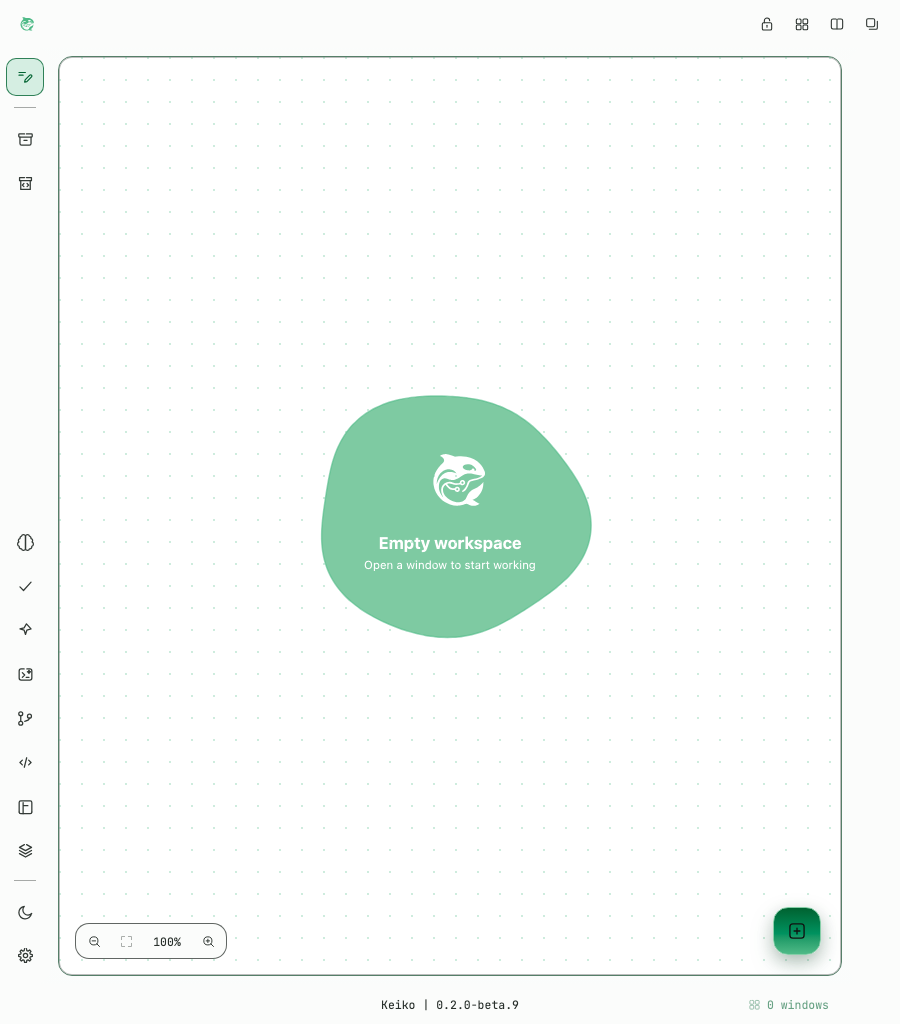 Empty workspace
Open a window to start working
100%
Keiko | 0.2.0-beta.9
0 windows